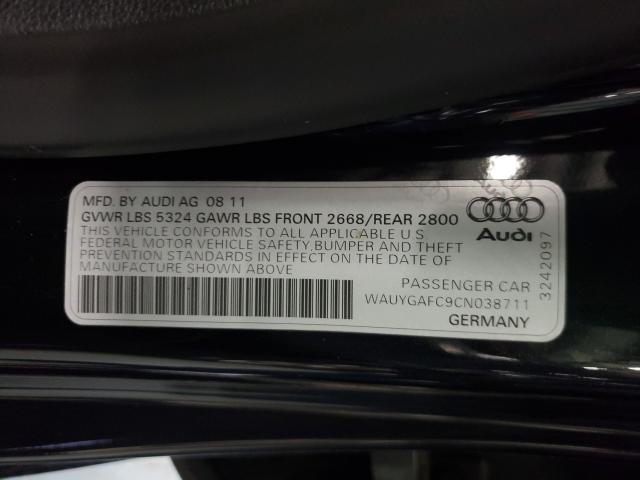 MFD. BY AUDI AG 08 11
GVWR LBS 5324 GAWR LBS FRONT 2668/REAR 2800
THIS VEHICLE CONFORMS TO ALL APPLICABLE U S
FEDERAL MOTOR VEHICLE SAFETY, BUMPER AND THEFT
PREVENTION STANDARDS IN EFFECT ON THE DATE OF
MANUFACTURE SHOWN ABOVE
Audi
3242097
PASSENGER CAR
WAUYGAFC9CN038711
GERMANY